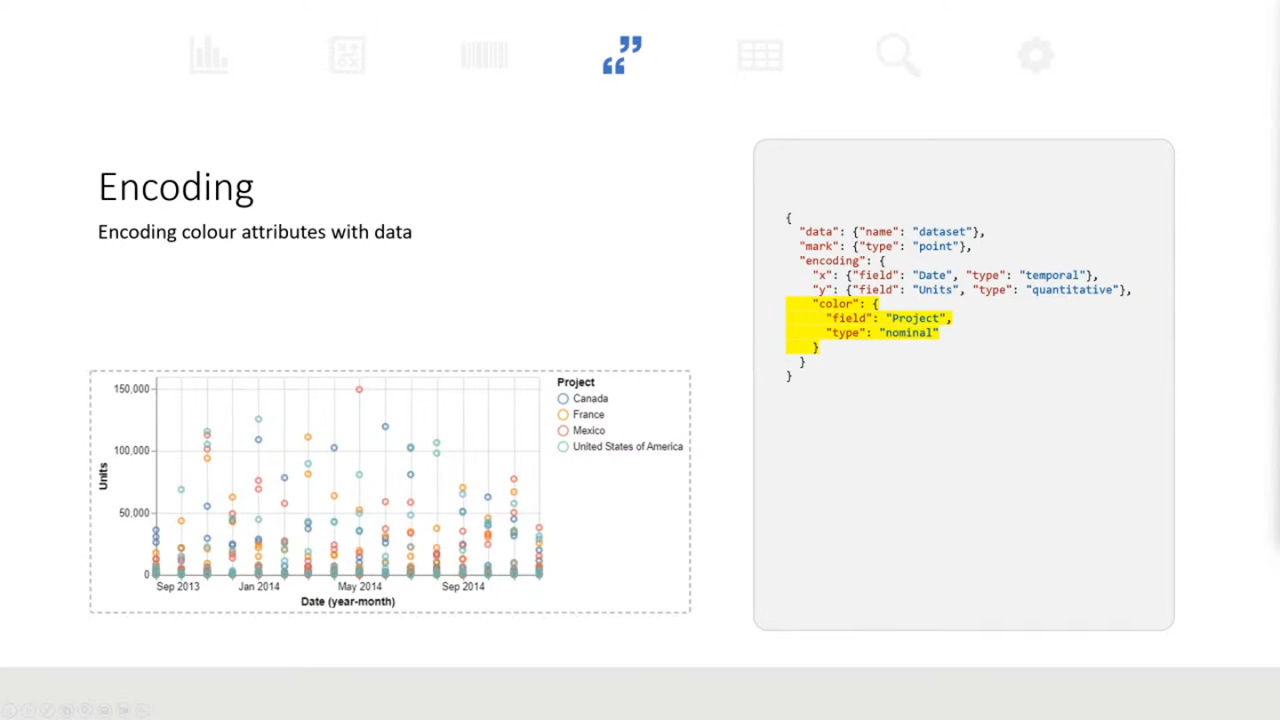 Encoding
Encoding colour attributes with data
{
"data": {"name": "dataset"},
"mark": {"type": "point"},
"encoding": {
"x": {"field": "Date", "type": "temporal"},
"y": {"field": "Units", "type": "quantitative"},
"color": {
"field": "Project",
"type": "nominal"
}
}
}
150,000
100,000
50,000
0
Units
Sep 2013
Jan 2014
May 2014
Sep 2014
Date (year-month)
Project
Canada
France
Mexico
United States of America